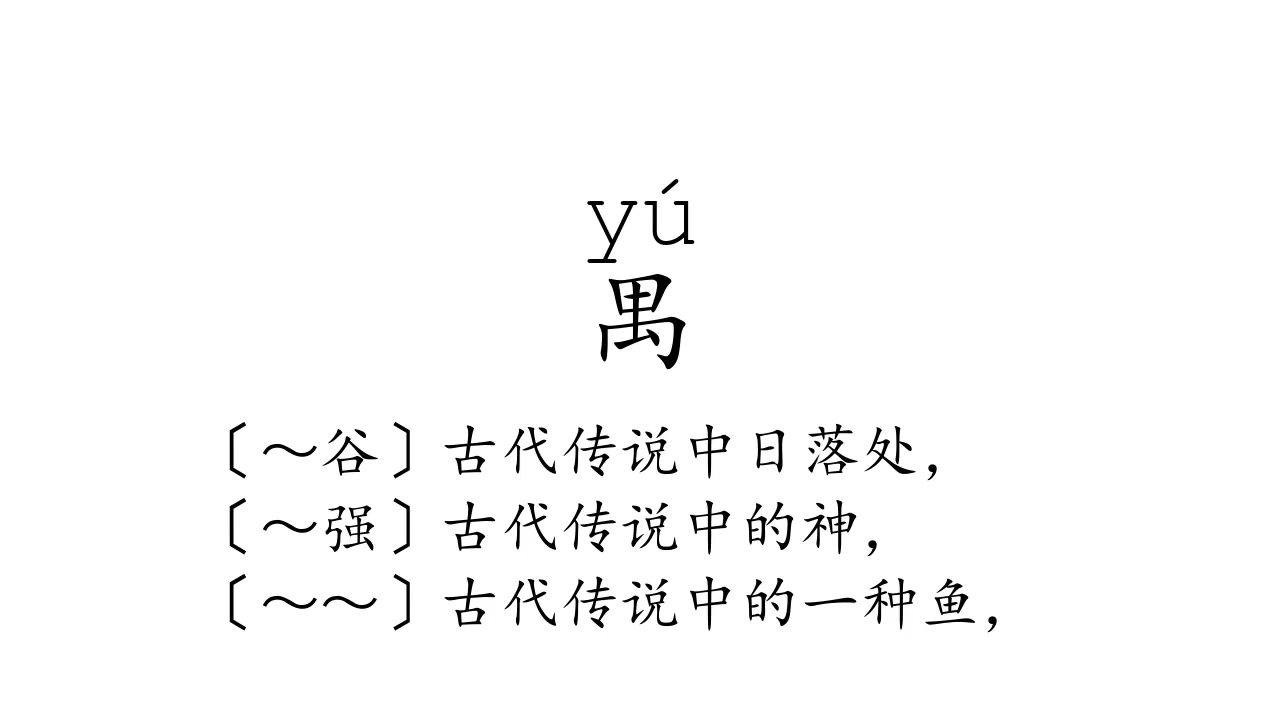 yú
禺
〔～谷〕古代传说中日落处，
〔～强〕古代传说中的神，
〔～～〕古代传说中的一种鱼，